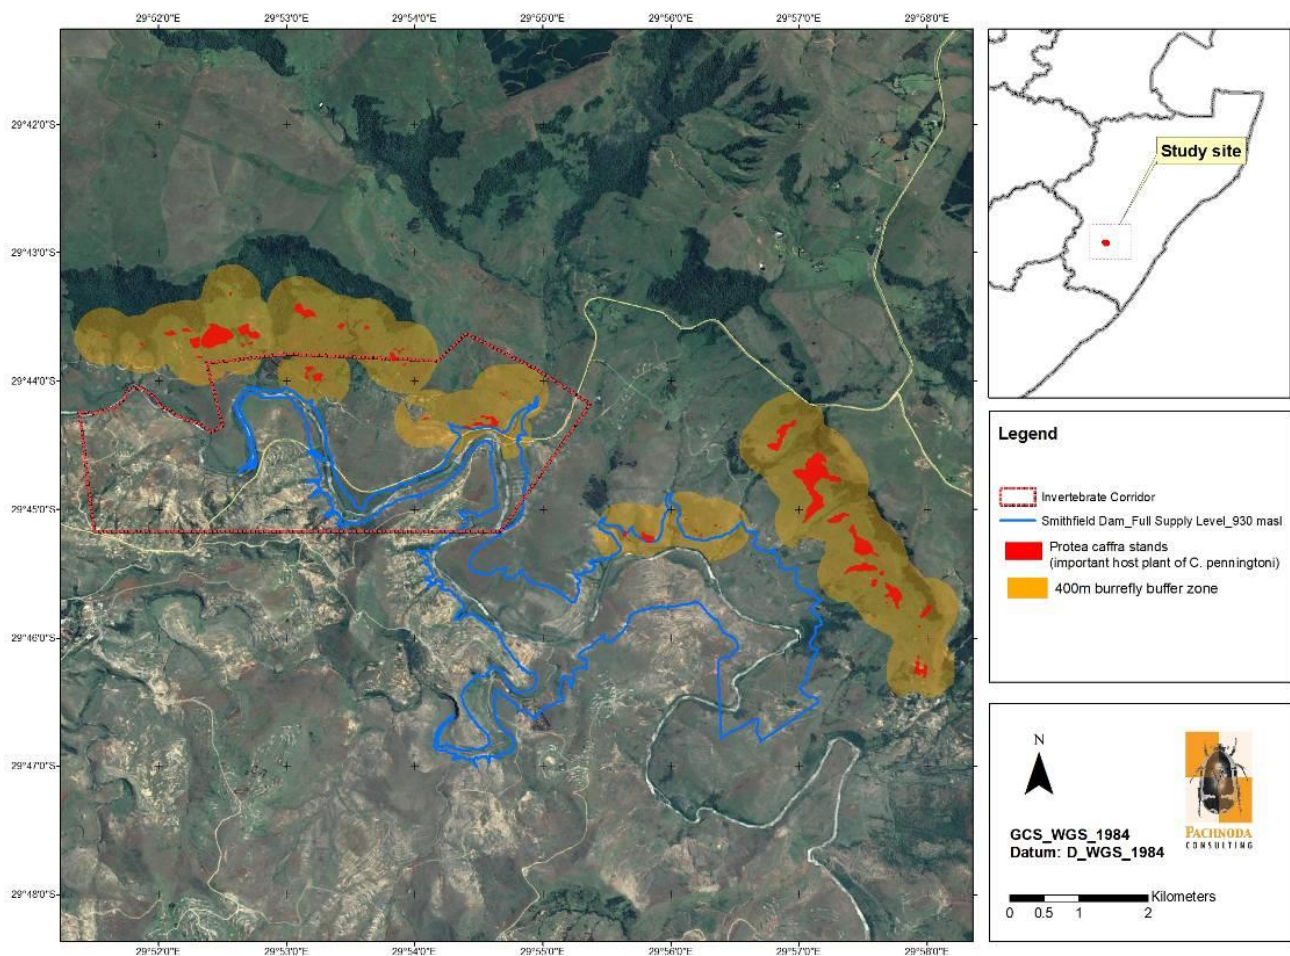 29°52'0"E 29°53'0"E 29°54'0"E 29°55'0"E 29°56'0"E 29°57'0"E 29°58'0"E
29°42'0"S
29°43'0"S
29°44'0"S
29°45'0"S
29°46'0"S
29°47'0"S
29°48'0"S
29°52'0"E 29°53'0"E 29°54'0"E 29°55'0"E 29°56'0"E 29°57'0"E 29°58'0"E
Study site
Legend
Invertebrate Corridor
Smithfield Dam_Full Supply Level_930 masl
Protea caffra stands
(important host plant of C. penningtoni)
400m burrefly buffer zone
N
GCS_WGS_1984
Datum: D_WGS_1984
PACHNODA
CONSULTING
Kilometers
0 0.5 1 2